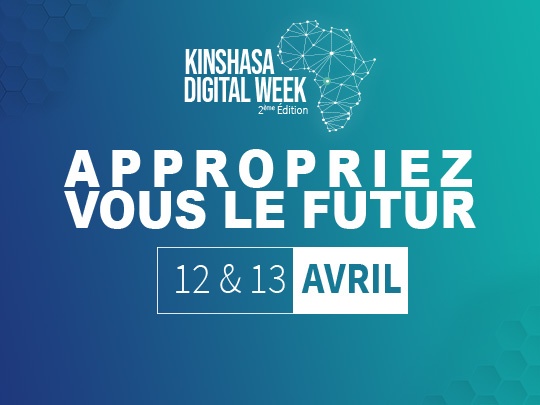 KINSHASA
DIGITAL WEEK
2ème Édition
APPROPRIEZ
VOUS LE FUTUR
12 & 13 AVRIL